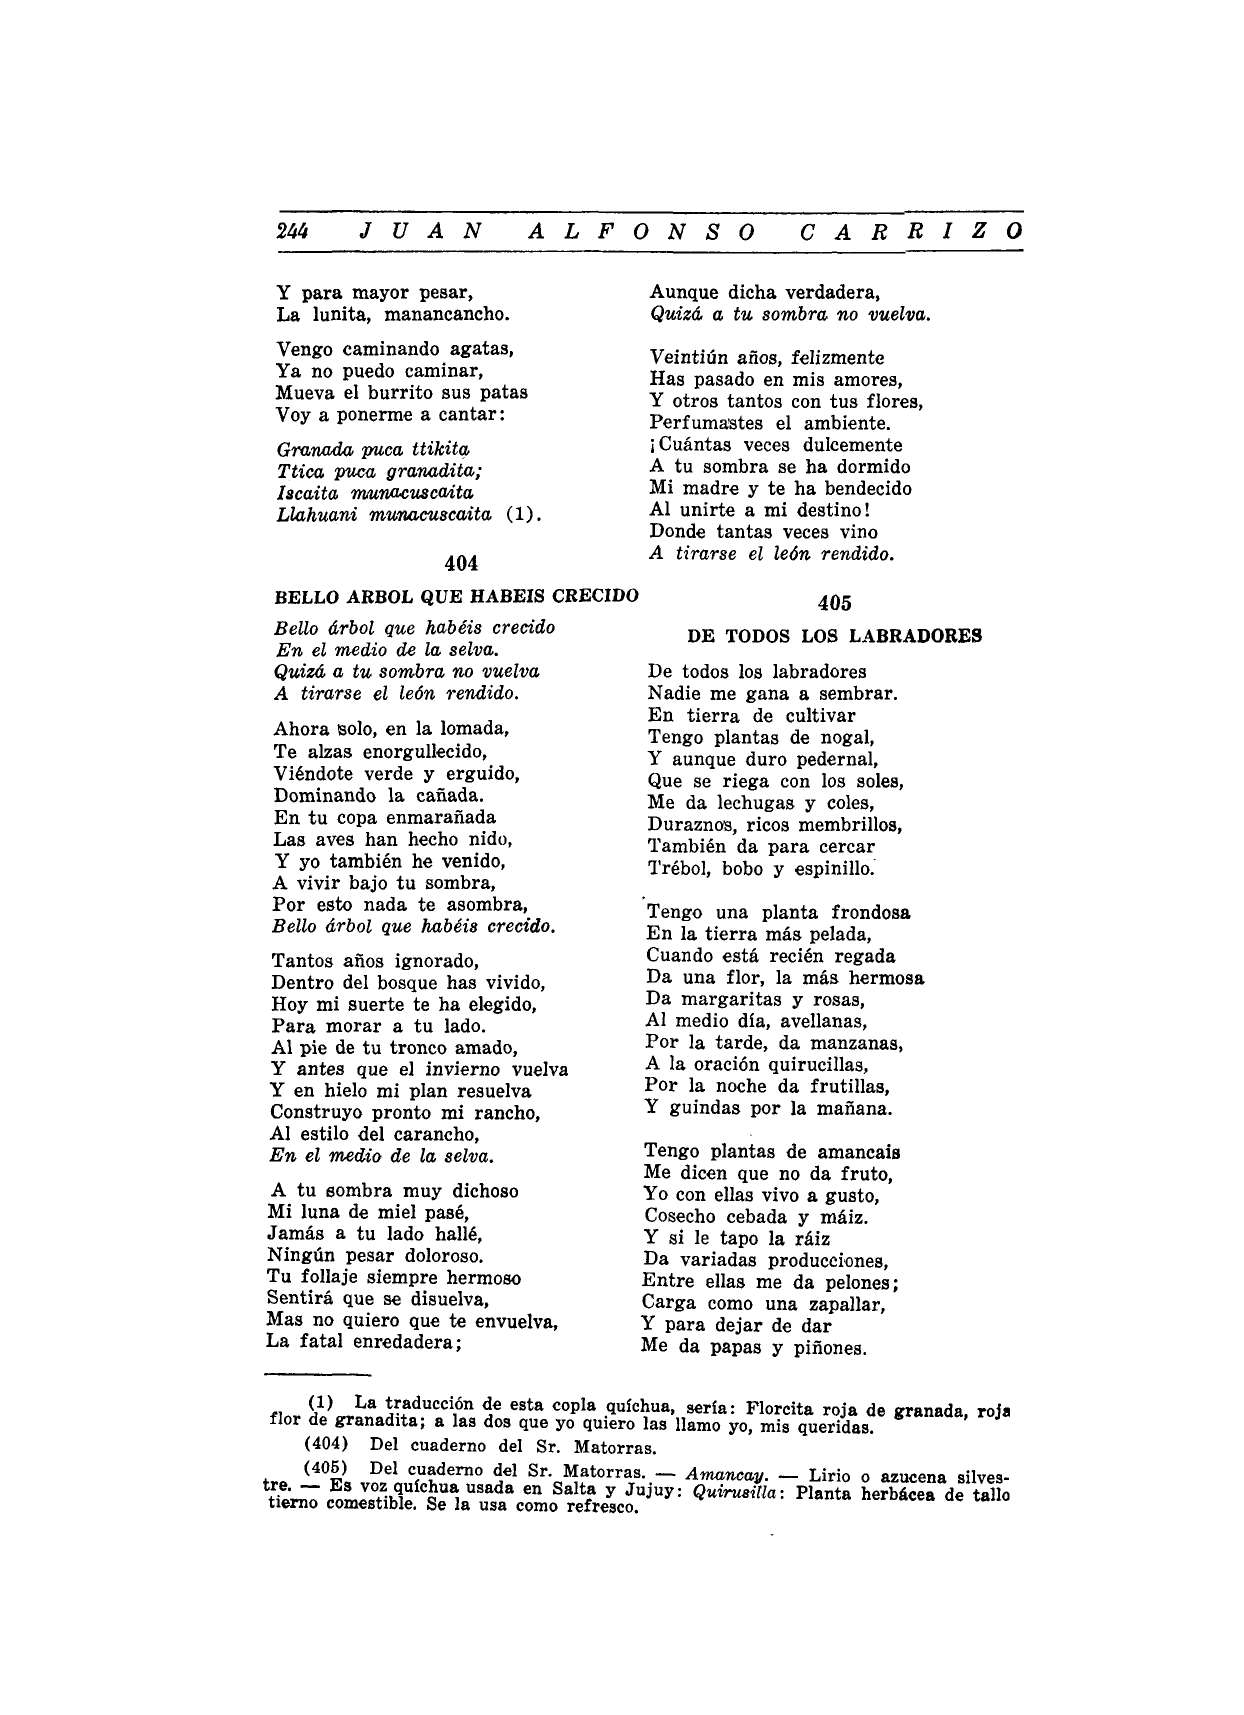 244 JUAN ALFONSO CARRIZO
Y para mayor pesar,
La lunita, manancancho.
Vengo caminando agatas,
Ya no puedo caminar,
Mueva el burrito sus patas
Voy a ponerme a cantar:
Granada puca ttikita
Ttica puca granadita;
Iscaita munacuscaita
Llahuani munacuscaita (1).
404
BELLO ARBOL QUE HABEIS CRECIDO
Bello árbol que habéis crecido
En el medio de la selva.
Quizá a tu sombra no vuelva
A tirarse el león rendido.
Ahora solo, en la lomada,
Te alzas enorgullecido,
Viéndote verde y erguido,
Dominando la cañada.
En tu copa enmarañada
Las aves han hecho nido,
Y yo también he venido,
A vivir bajo tu sombra,
Por esto nada te asombra,
Bello árbol que habéis crecido.
Tantos años ignorado,
Dentro del bosque has vivido,
Hoy mi suerte te ha elegido,
Para morar a tu lado.
Al pie de tu tronco amado,
Y antes que el invierno vuelva
Y en hielo mi plan resuelva
Construyo pronto mi rancho,
Al estilo del carancho,
En el medio de la selva.
A tu sombra muy dichoso
Mi luna de miel pasé,
Jamás a tu lado hallé,
Ningún pesar doloroso.
Tu follaje siempre hermoso
Sentirá que se disuelva,
Mas no quiero que te envuelva,
La fatal enredadera;
Aunque dicha verdadera,
Quizá a tu sombra no vuelva.
Veintiún años, felizmente
Has pasado en mis amores,
Y otros tantos con tus flores,
Perfumastes el ambiente.
¡Cuántas veces dulcemente
A tu sombra se ha dormido
Mi madre y te ha bendecido
Al unirte a mi destino!
Donde tantas veces vino
A tirarse el león rendido.
405
DE TODOS LOS LABRADORES
De todos los labradores
Nadie me gana a sembrar.
En tierra de cultivar
Tengo plantas de nogal,
Y aunque duro pedernal,
Que se riega con los soles,
Me da lechugas y coles,
Duraznos, ricos membrillos,
También da para cercar
Trébol, bobo y espinillo.
Tengo una planta frondosa
En la tierra más pelada,
Cuando está recién regada
Da una flor, la más hermosa
Da margaritas y rosas,
Al medio día, avellanas,
Por la tarde, da manzanas,
A la oración quirucillas,
Por la noche da frutillas,
Y guindas por la mañana.
Tengo plantas de amancais
Me dicen que no da fruto,
Yo con ellas vivo a gusto,
Cosecho cebada y máiz.
Y si le tapo la ráiz
Da variadas producciones,
Entre ellas me da pelones;
Carga como una zapallar,
Y para dejar de dar
Me da papas y piñones.
(1) La traducción de esta copla quíchua, sería: Florcita roja de granada, roja
flor de granadita; a las dos que yo quiero las llamo yo, mis queridas.
(404) Del cuaderno del Sr. Matorras.
(405) Del cuaderno del Sr. Matorras. — Amancay. — Lirio o azucena silves-
tre. — Es voz quíchua usada en Salta y Jujuy: Quirusilla: Planta herbácea de tallo
tierno comestible. Se la usa como refresco.